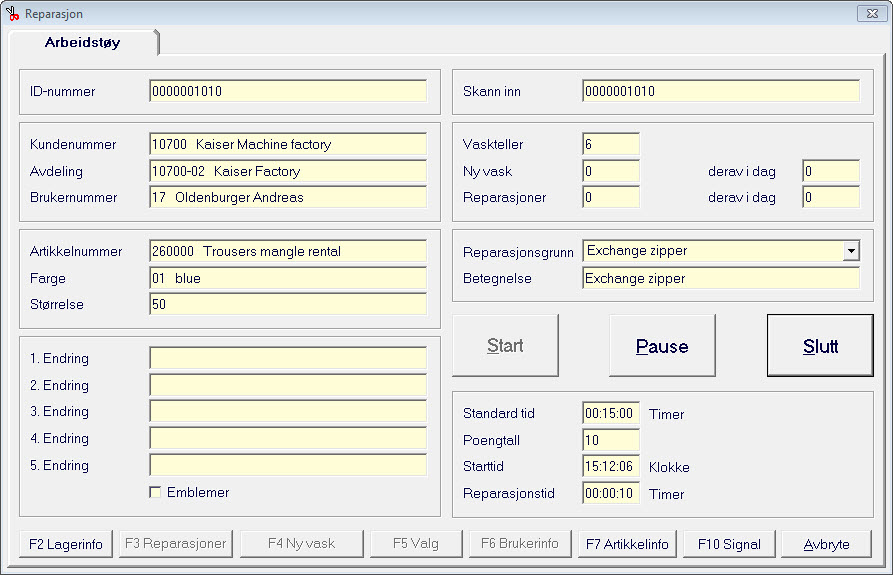 Reparasjon
Arbeidstøy
ID-nummer 0000001010
Skann inn 0000001010
Kundenummer 10700 Kaiser Machine factory
Avdeling 10700-02 Kaiser Factory
Brukernummer 17 Oldenburger Andreas
Vaskteller 6
Ny vask 0 derav i dag 0
Reparasjoner 0 derav i dag 0
Artikkelnummer 260000 Trousers mangle rental
Farge 01 blue
Størrelse 50
Reparasjonsgrunn Exchange zipper
Betegnelse Exchange zipper
Start Pause Slutt
1. Endring
2. Endring
3. Endring
4. Endring
5. Endring
Emblemer
Standard tid 00:15:00 Timer
Poengtall 10
Starttid 15:12:06 Klokke
Reparasjonstid 00:00:10 Timer
F2 Lagerinfo F3 Reparasjoner F4 Ny vask F5 Valg F6 Brukerinfo F7 Artikkelinfo F10 Signal Avbryte